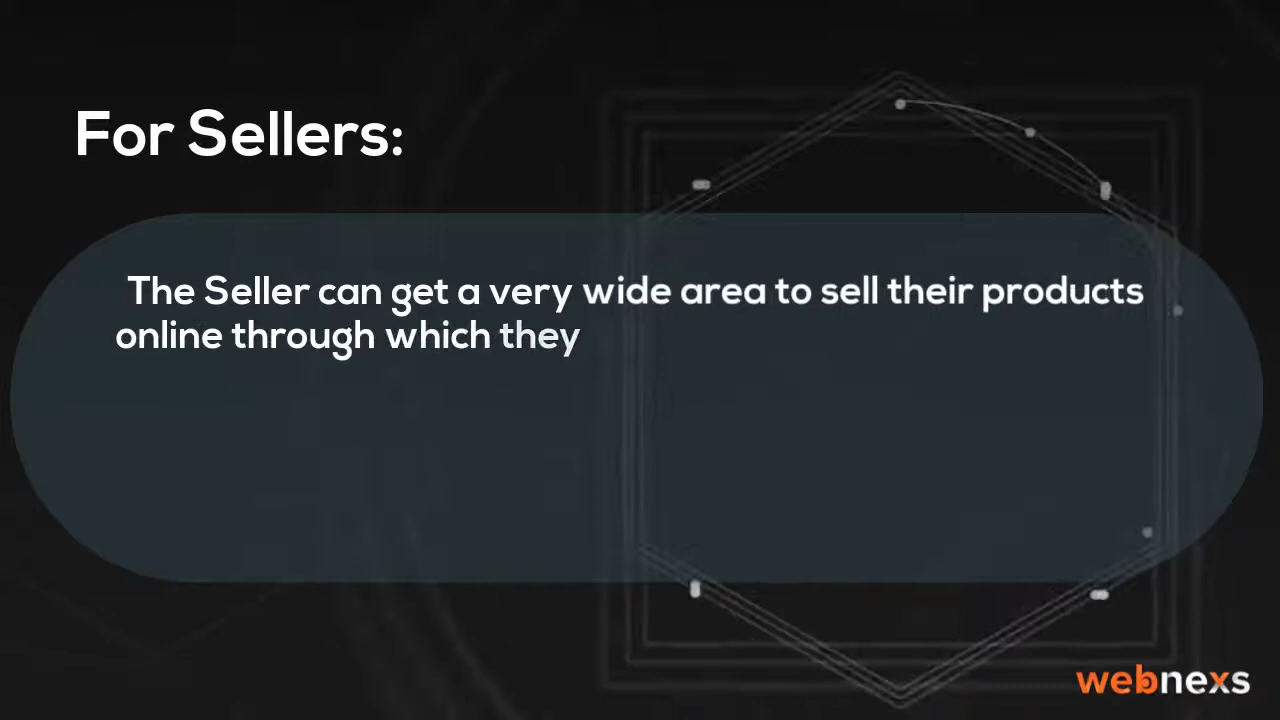 For Sellers:
The Seller can get a very wide area to sell their products
online through which they
webnexs